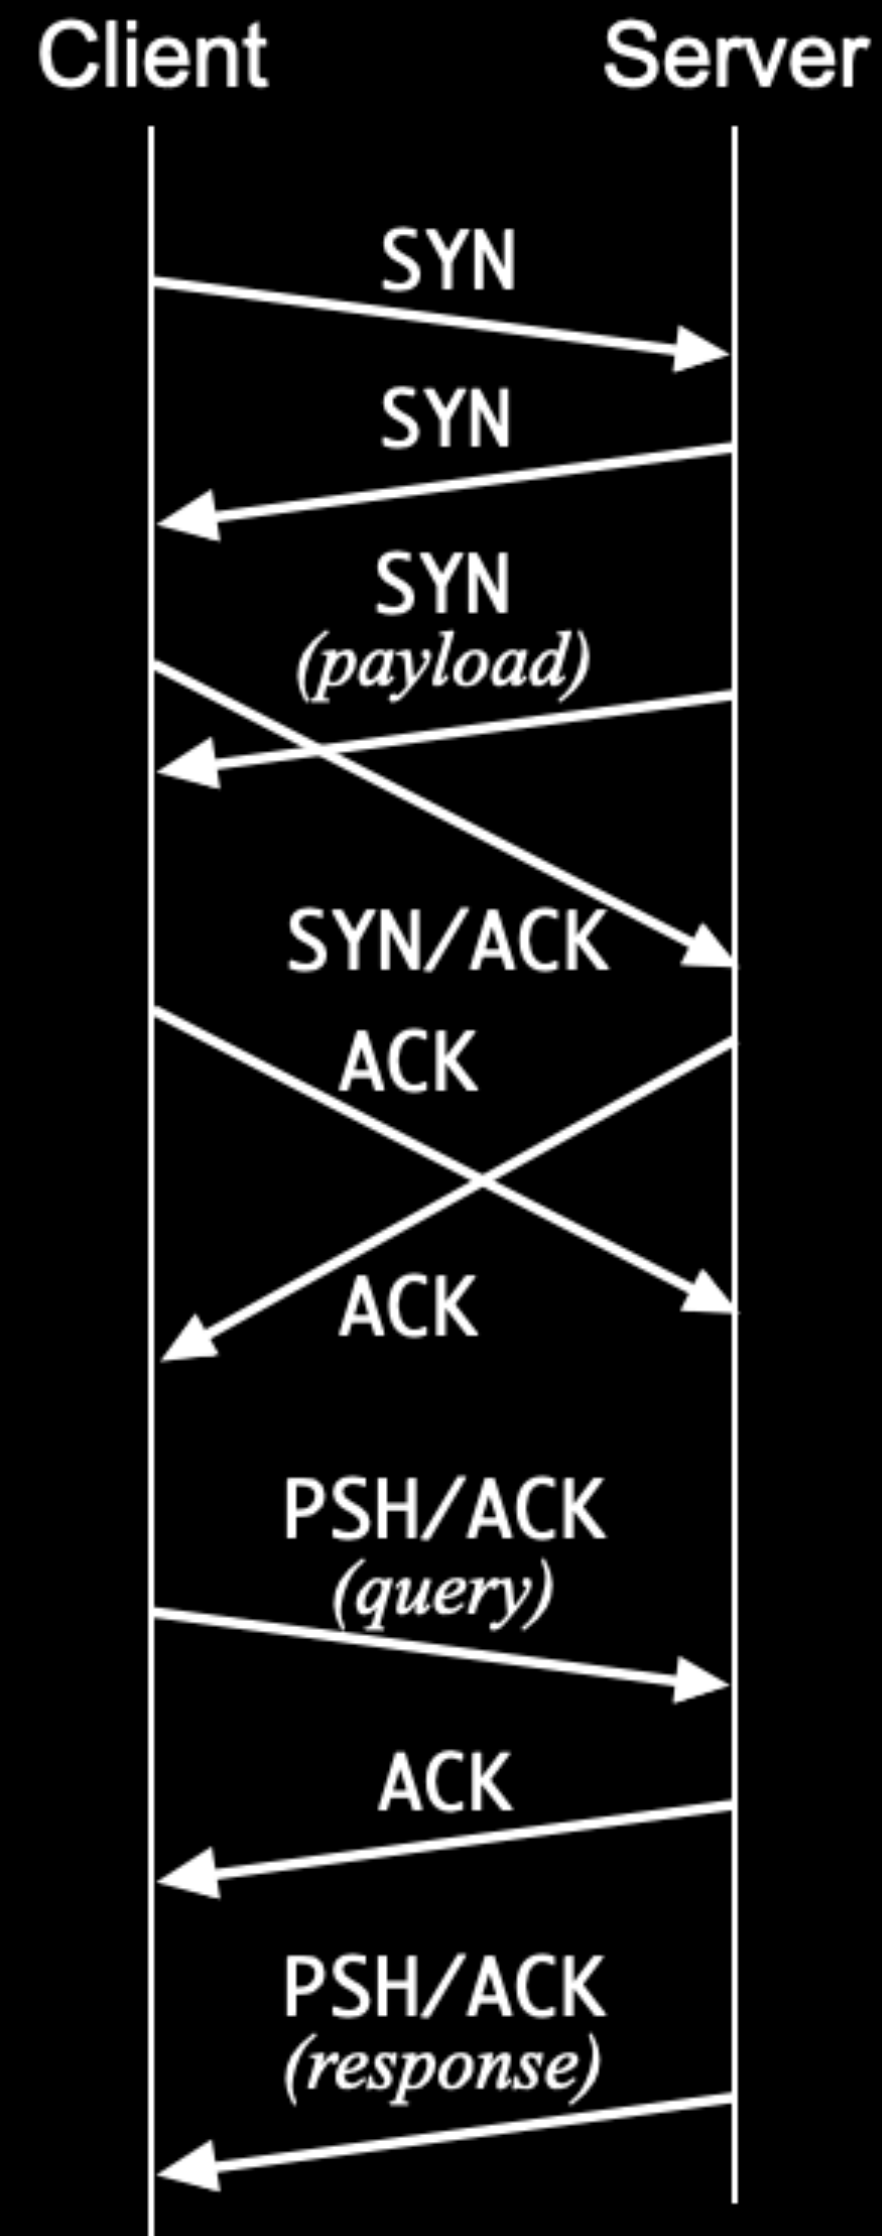 Client Server
SYN
SYN
SYN
(payload)
SYN/ACK
ACK
ACK
PSH/ACK
(query)
ACK
PSH/ACK
(response)